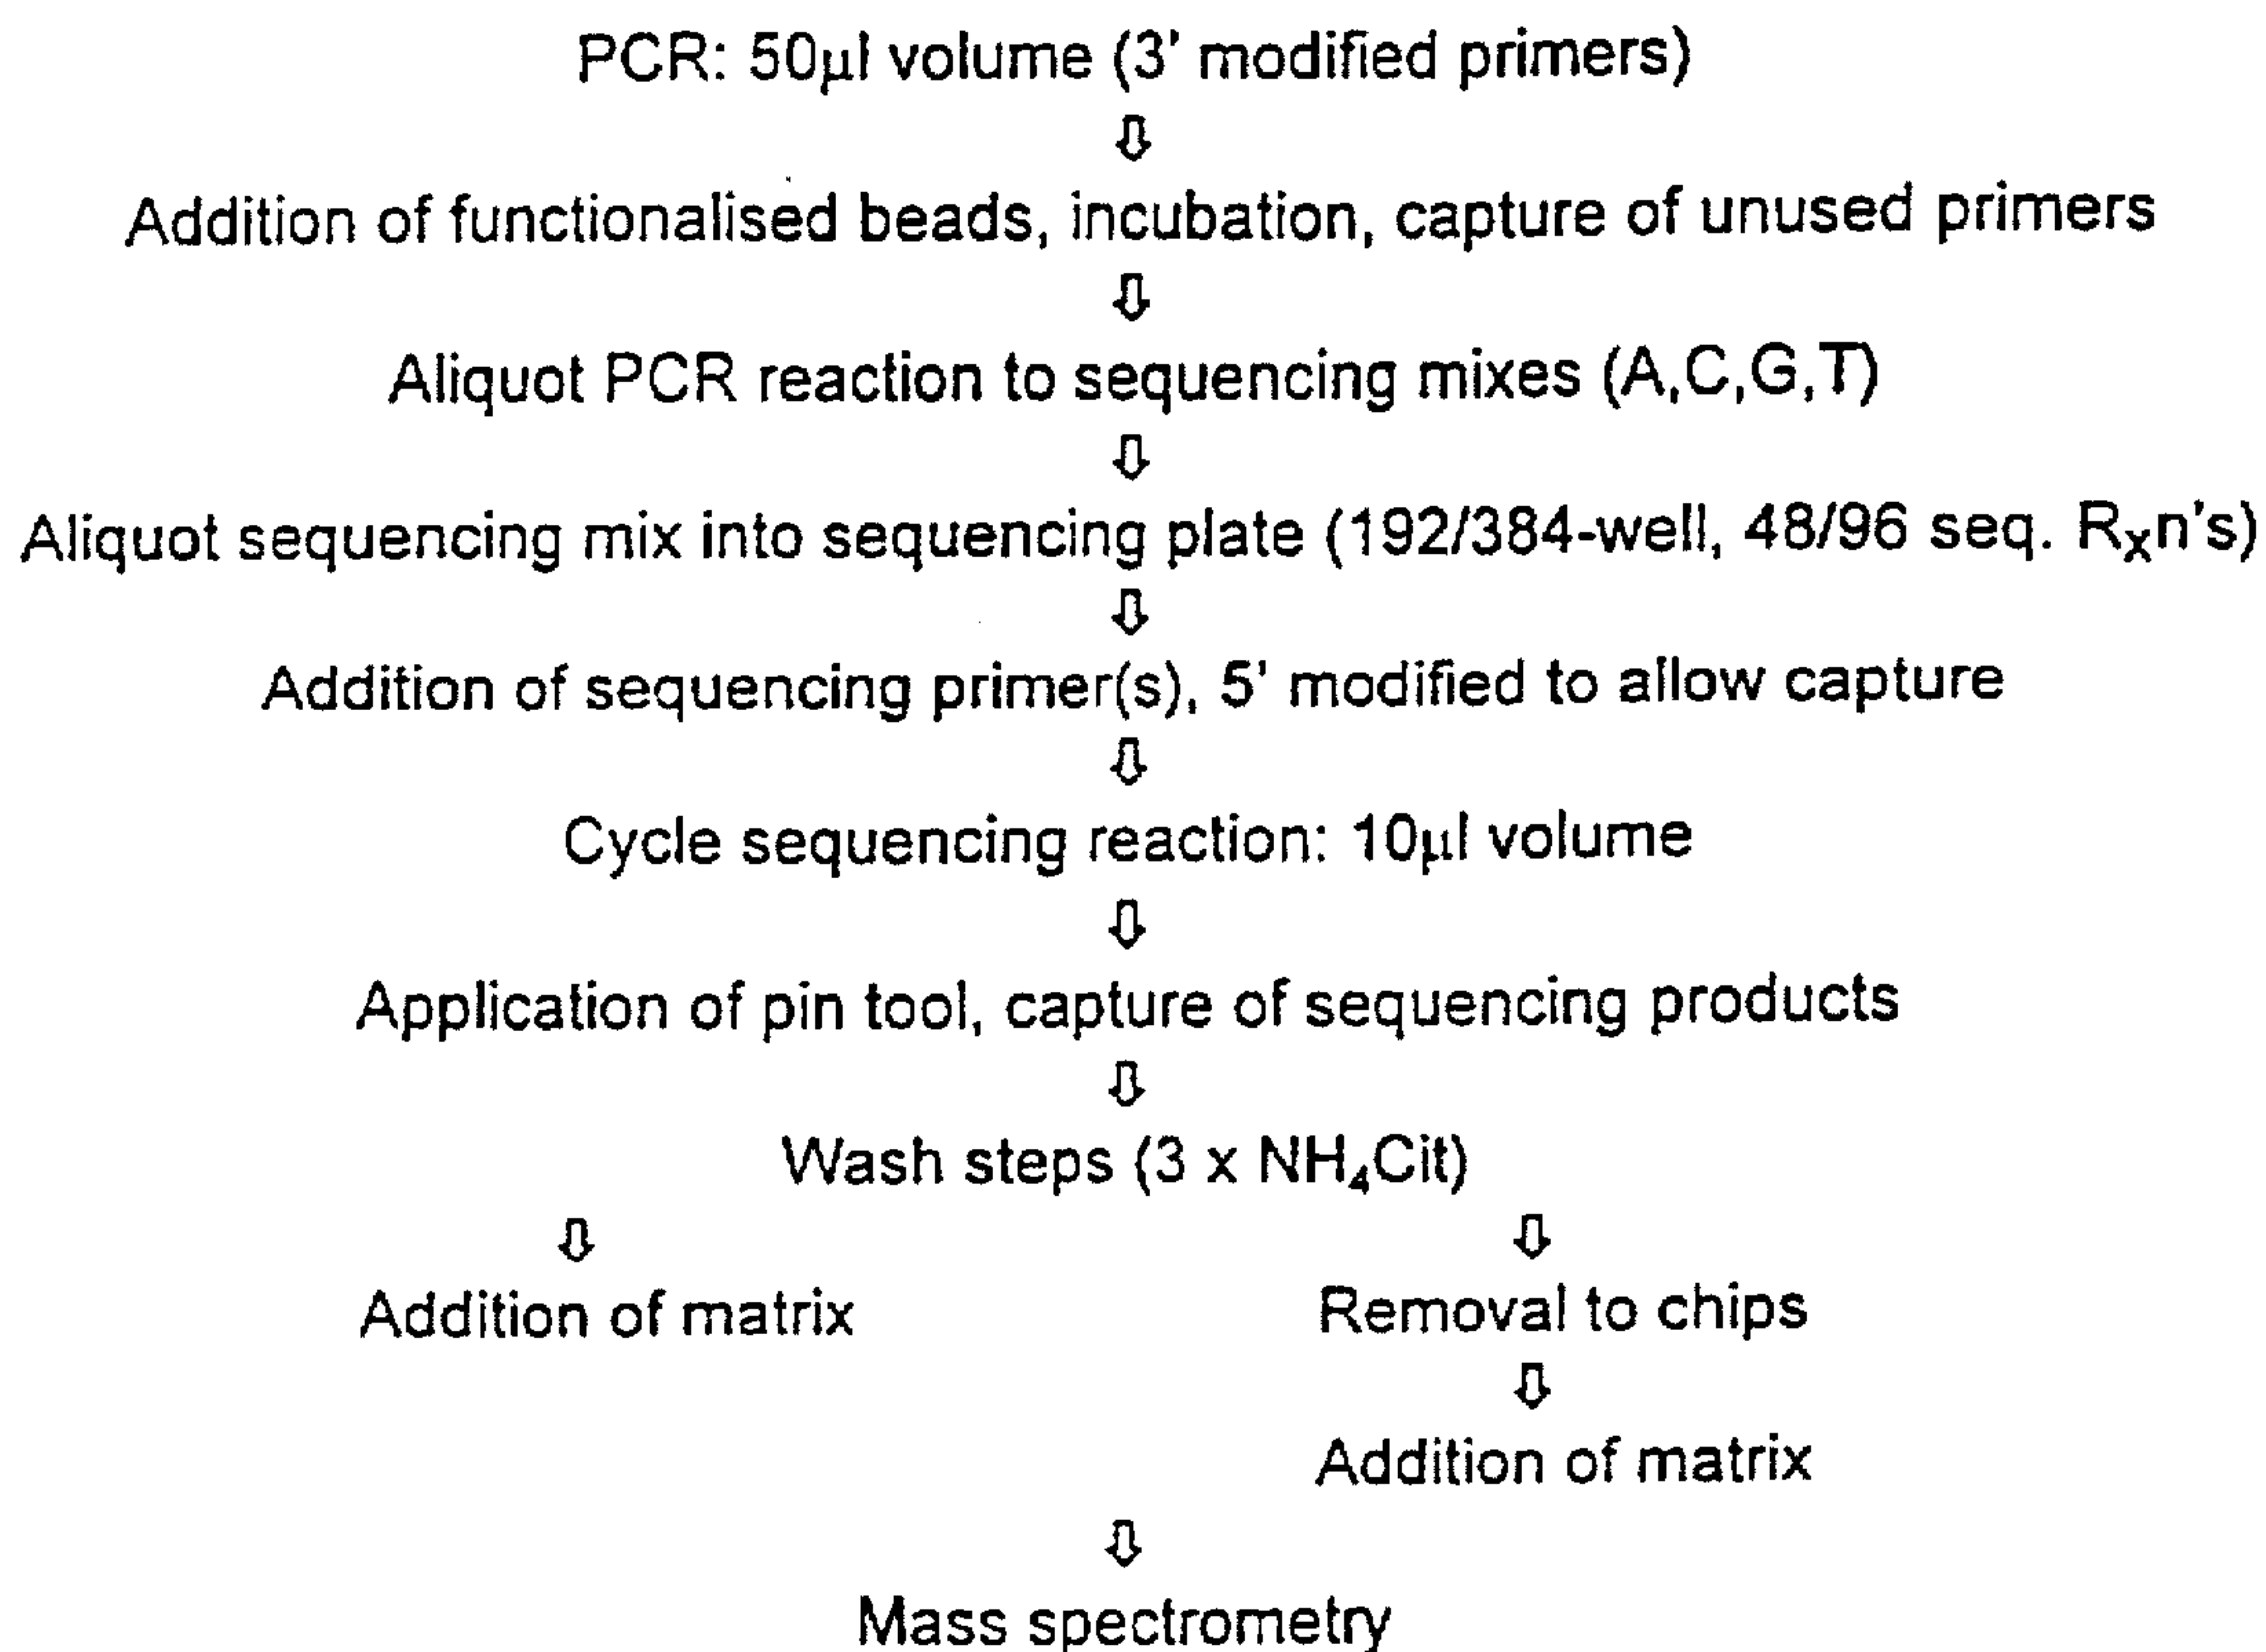 PCR: 50µl volume (3' modified primers)
⇩
Addition of functionalised beads, incubation, capture of unused primers
⇩
Aliquot PCR reaction to sequencing mixes (A,C,G,T)
⇩
Aliquot sequencing mix into sequencing plate (192/384-well, 48/96 seq. Rₓn's)
⇩
Addition of sequencing primer(s), 5' modified to allow capture
⇩
Cycle sequencing reaction: 10µl volume
⇩
Application of pin tool, capture of sequencing products
⇩
Wash steps (3 x NH₄Cit)
⇩ ⇩
Addition of matrix Removal to chips
⇩
Addition of matrix
⇩
Mass spectrometry